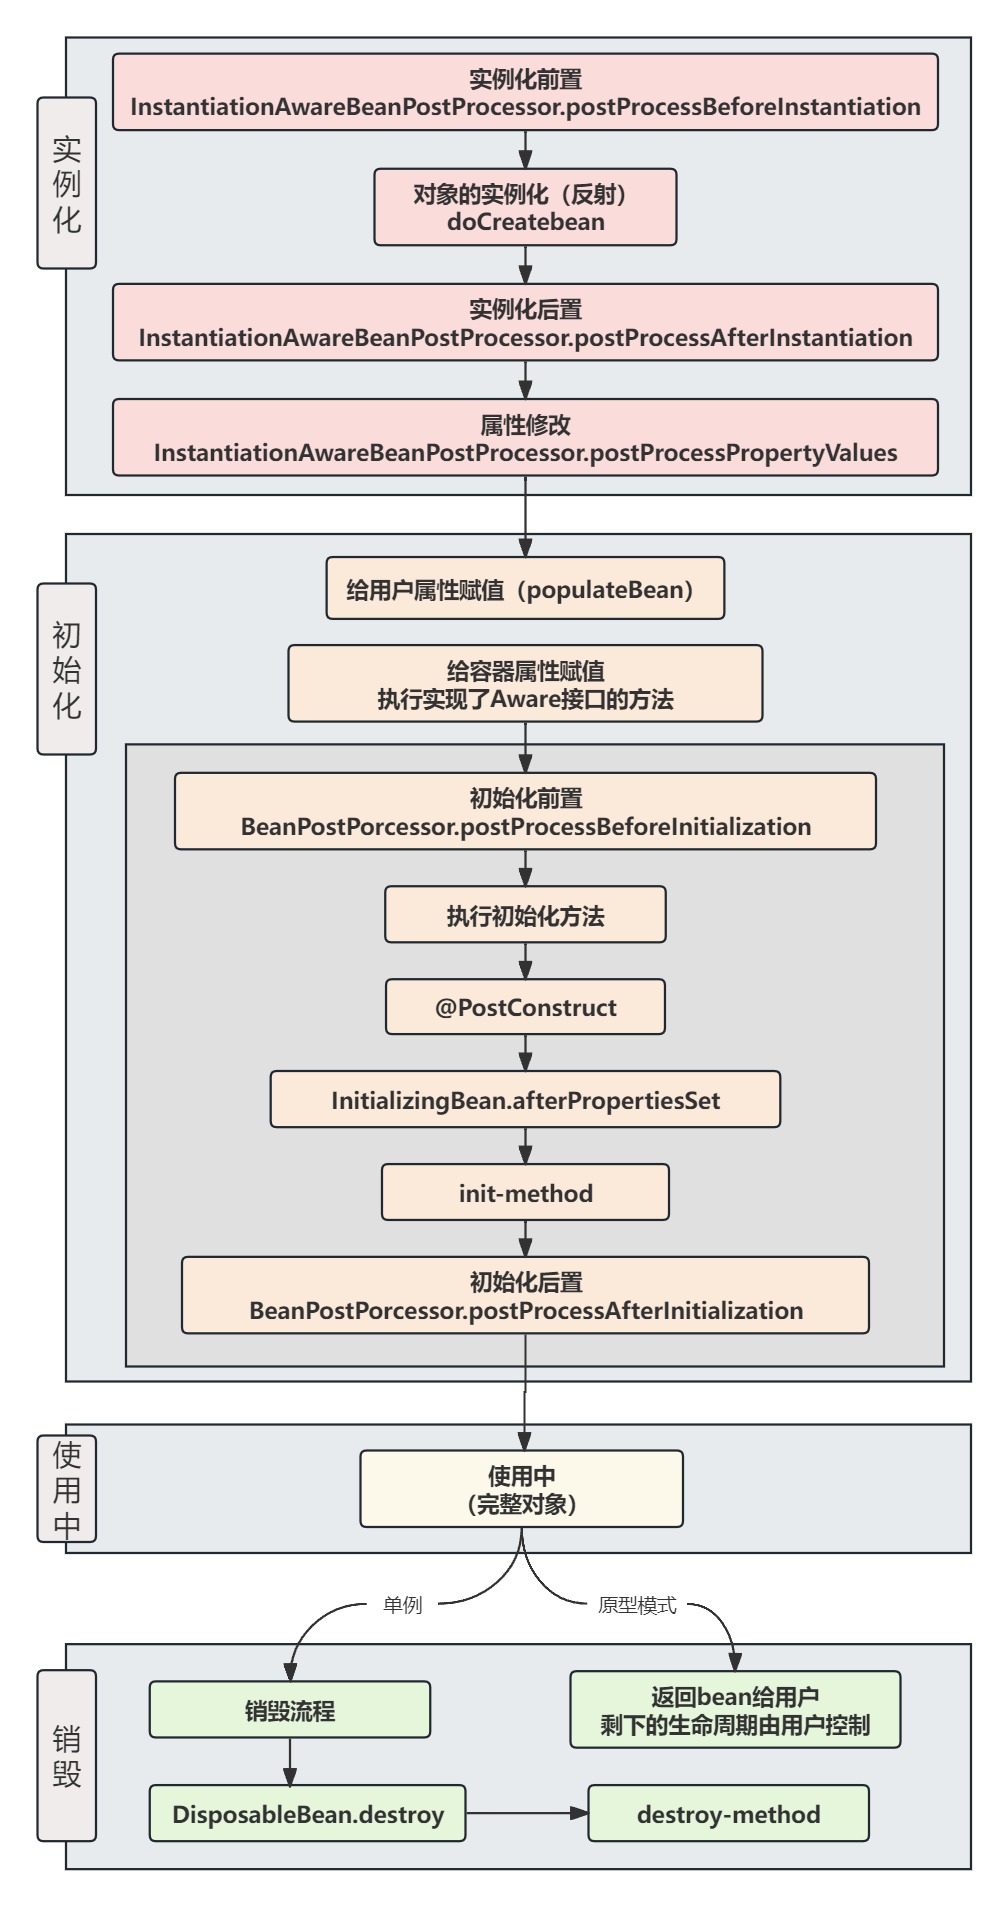 实例化
实例化前置
InstantiationAwareBeanPostProcessor.postProcessBeforeInstantiation
对象的实例化（反射）
doCreatebean
实例化后置
InstantiationAwareBeanPostProcessor.postProcessAfterInstantiation
属性修改
InstantiationAwareBeanPostProcessor.postProcessPropertyValues
初始化
给用户属性赋值（populateBean）
给容器属性赋值
执行实现了Aware接口的方法
初始化前置
BeanPostPorcessor.postProcessBeforeInitialization
执行初始化方法
@PostConstruct
InitializingBean.afterPropertiesSet
init-method
初始化后置
BeanPostPorcessor.postProcessAfterInitialization
使用中
使用中
（完整对象）
单例
原型模式
销毁
销毁流程
返回bean给用户
剩下的生命周期由用户控制
DisposableBean.destroy
destroy-method